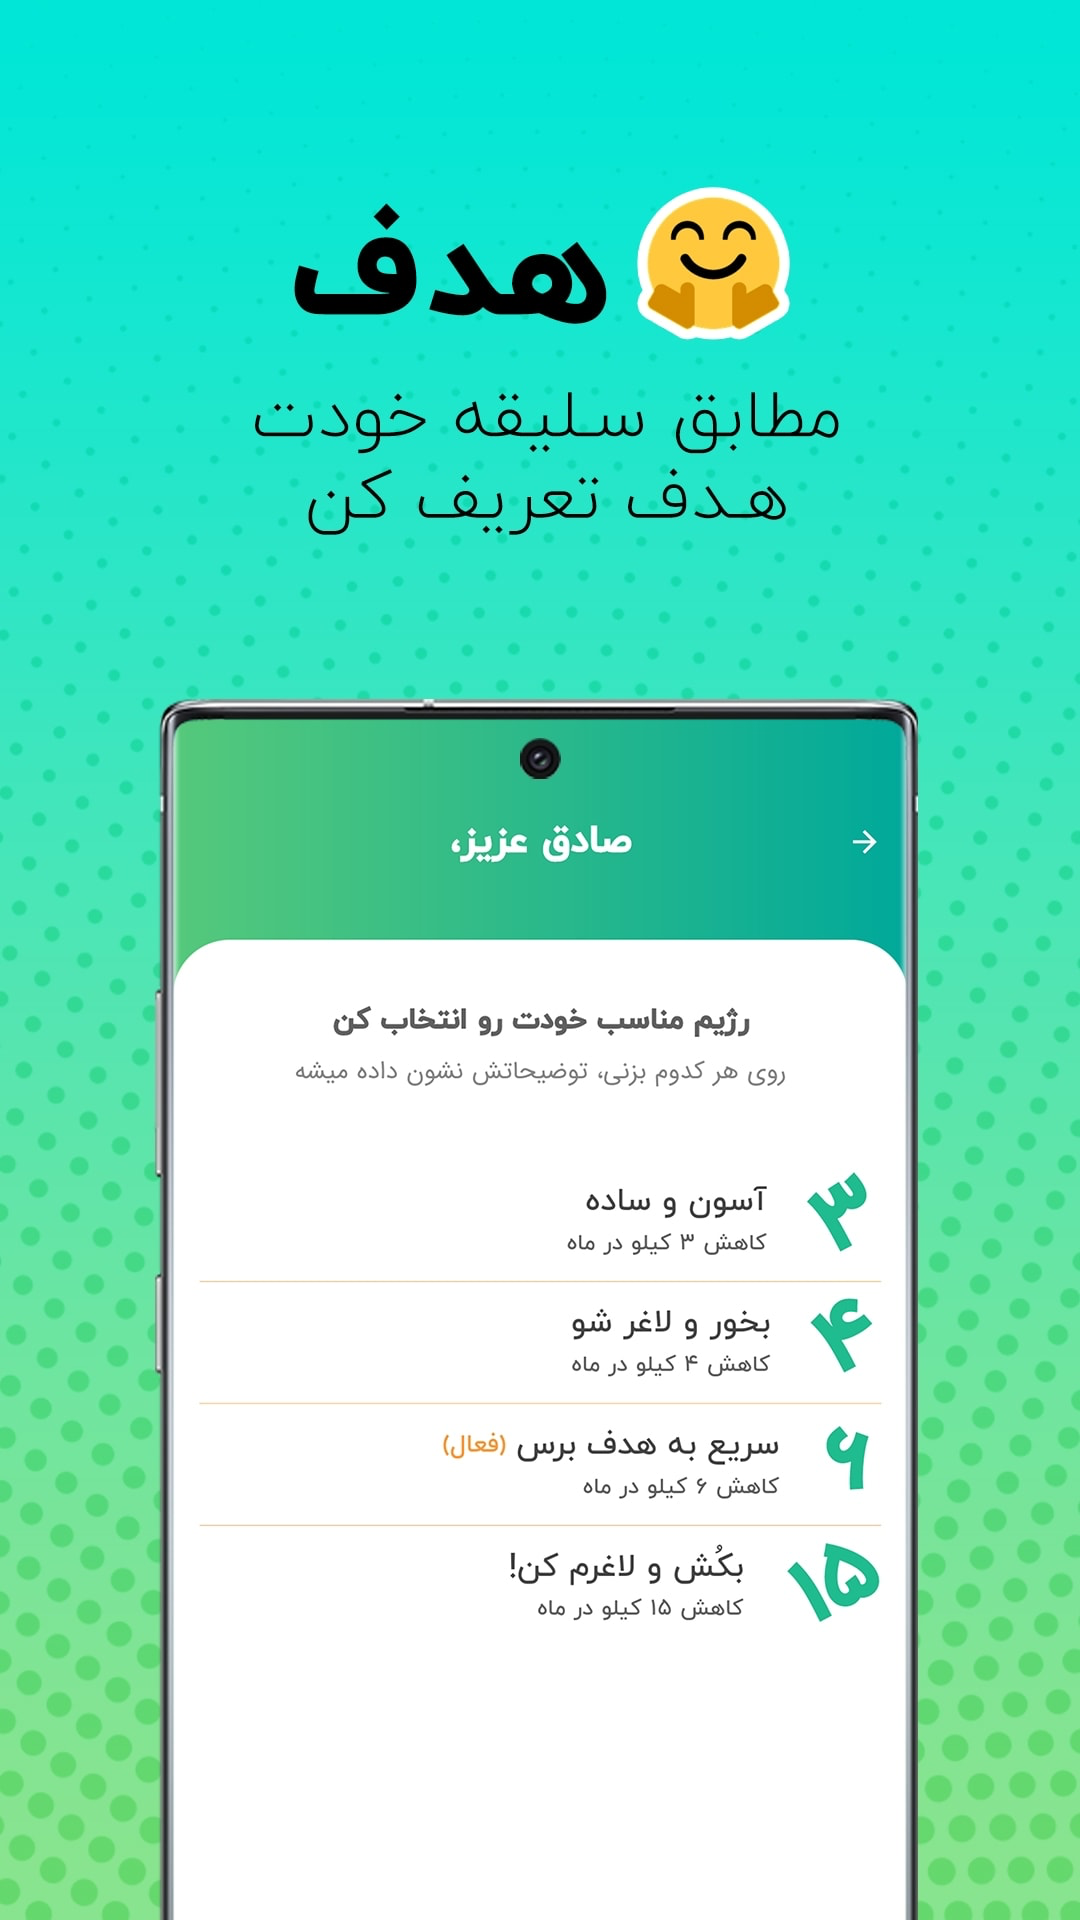 هدف
مطابق سلیقه خودت
هدف تعریف کن
صادق عزیز،
رژیم مناسب خودت رو انتخاب کن
روی هر کدوم بزنی، توضیحاتش نشون داده میشه
۳
آسون و ساده
کاهش ۳ کیلو در ماه
۴
بخور و لاغر شو
کاهش ۴ کیلو در ماه
۶
سریع به هدف برس (فعال)
کاهش ۶ کیلو در ماه
۱۵
بکُش و لاغرم کن!
کاهش ۱۵ کیلو در ماه